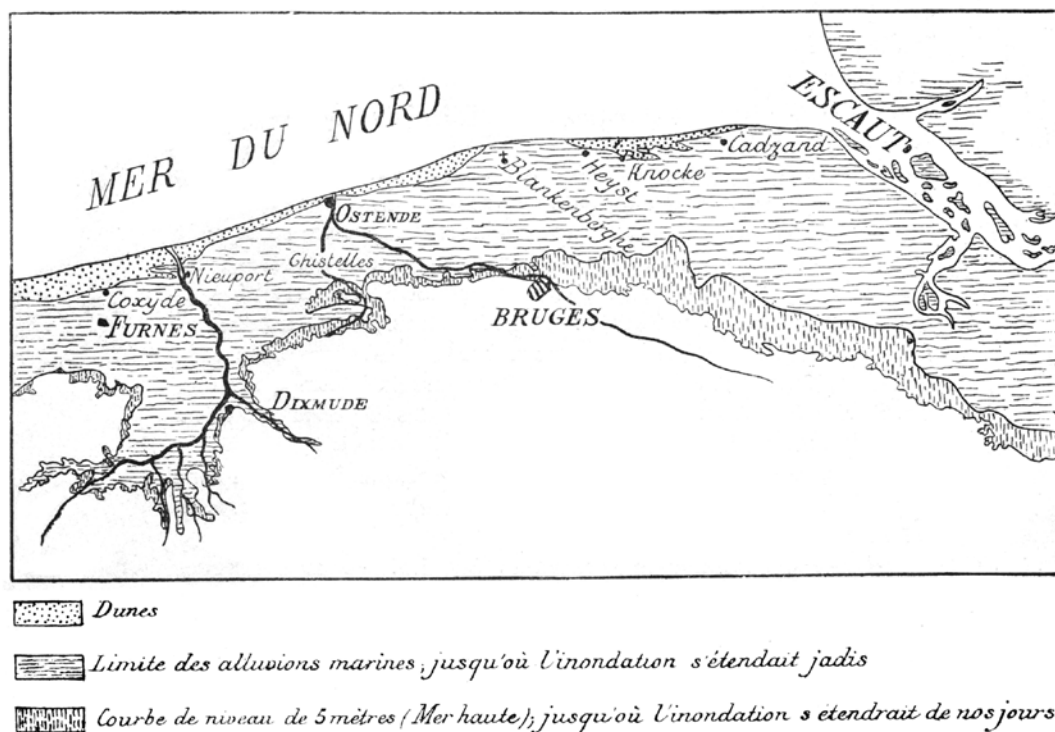 MER DU NORD
ESCAUT
Cadzand
Knocke
Heyst
Blankenberghe
OSTENDE
Ghistelles
Nieuport
Coxyde
FURNES
BRUGES
DIXMUDE
Dunes
Limite des alluvions marines, jusqu'où l'inondation s'étendait jadis
Courbe de niveau de 5 mètres (Mer haute); jusqu'où l'inondation s étendrait de nos jours